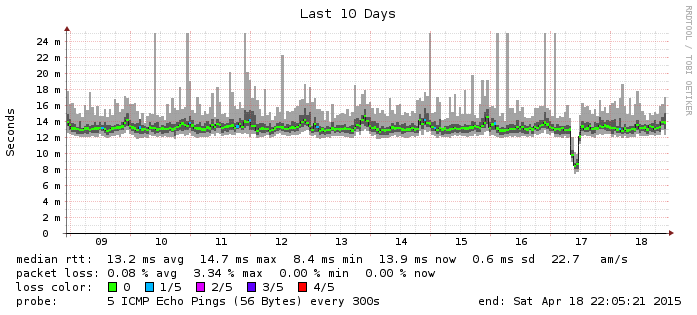 Last 10 Days
RRDTOOL / TOBI OETIKER
Seconds
24 m
22 m
20 m
18 m
16 m
14 m
12 m
10 m
8 m
6 m
4 m
2 m
0
09 10 11 12 13 14 15 16 17 18
median rtt: 13.2 ms avg 14.7 ms max 8.4 ms min 13.9 ms now 0.6 ms sd 22.7 am/s
packet loss: 0.08 % avg 3.34 % max 0.00 % min 0.00 % now
loss color: 0 1/5 2/5 3/5 4/5
probe: 5 ICMP Echo Pings (56 Bytes) every 300s end: Sat Apr 18 22:05:21 2015